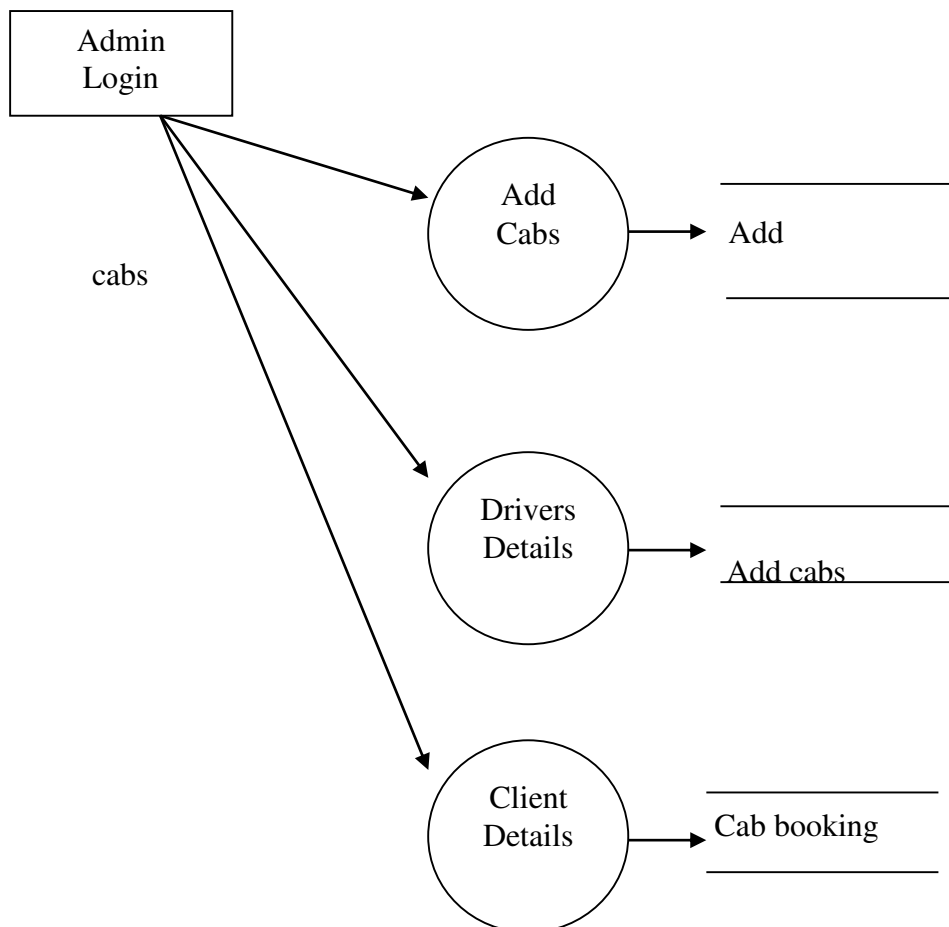 Admin
Login
Add
Cabs
Add
cabs
Drivers
Details
Add cabs
Client
Details
Cab booking